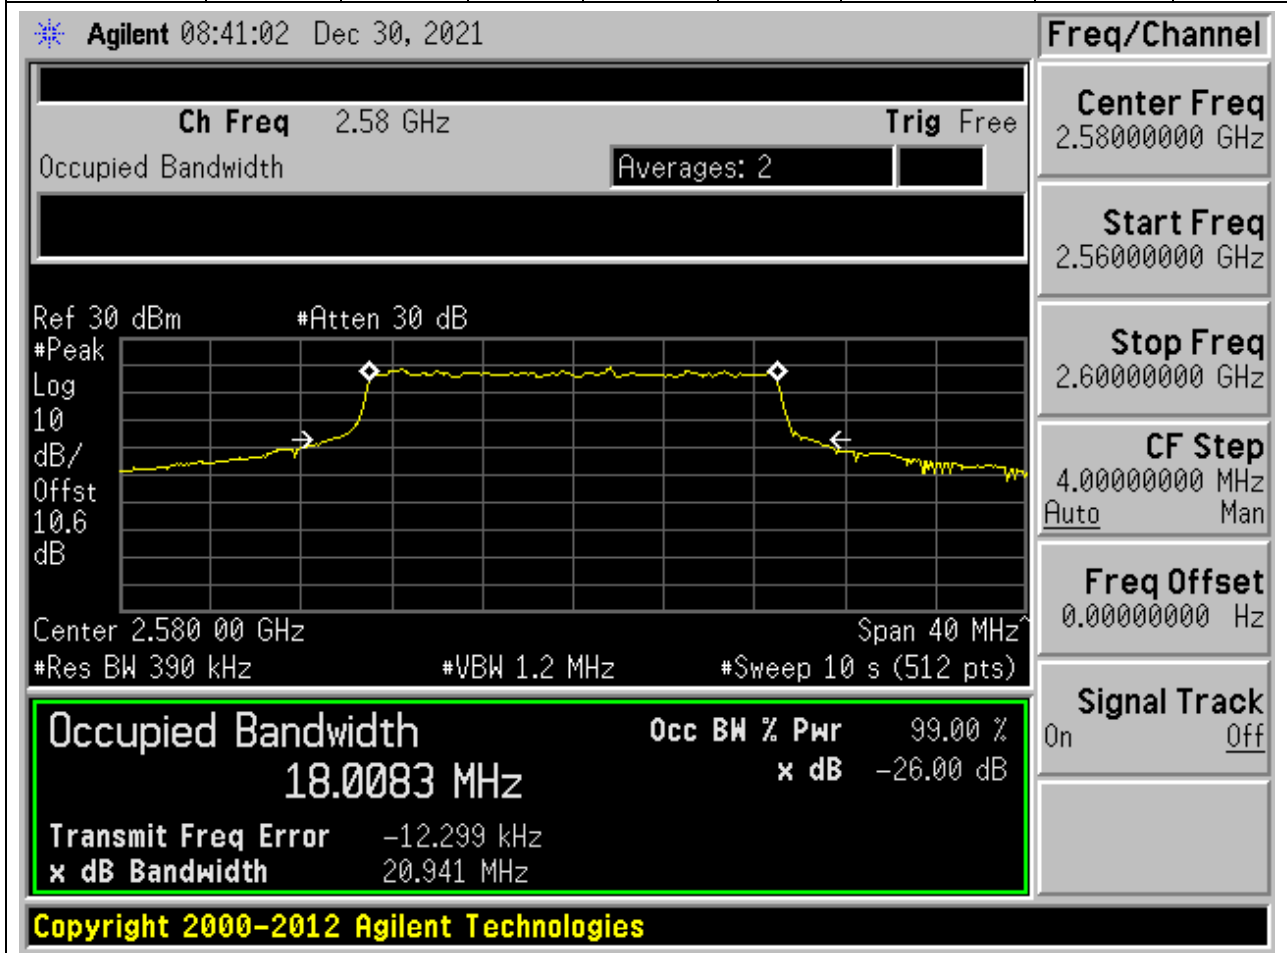 Agilent 08:41:02 Dec 30, 2021
Freq/Channel
Ch Freq 2.58 GHz Trig Free
Occupied Bandwidth Averages: 2
Ref 30 dBm #Atten 30 dB
#Peak
Log
10
dB/
Offst
10.6
dB
Center 2.580 00 GHz Span 40 MHz^
#Res BW 390 kHz #VBW 1.2 MHz #Sweep 10 s (512 pts)
Occupied Bandwidth
18.0083 MHz
Occ BW % Pwr 99.00 %
x dB -26.00 dB
Transmit Freq Error -12.299 kHz
x dB Bandwidth 20.941 MHz
Copyright 2000-2012 Agilent Technologies
Center Freq
2.58000000 GHz
Start Freq
2.56000000 GHz
Stop Freq
2.60000000 GHz
CF Step
4.00000000 MHz
Auto Man
Freq Offset
0.00000000 Hz
Signal Track
On Off